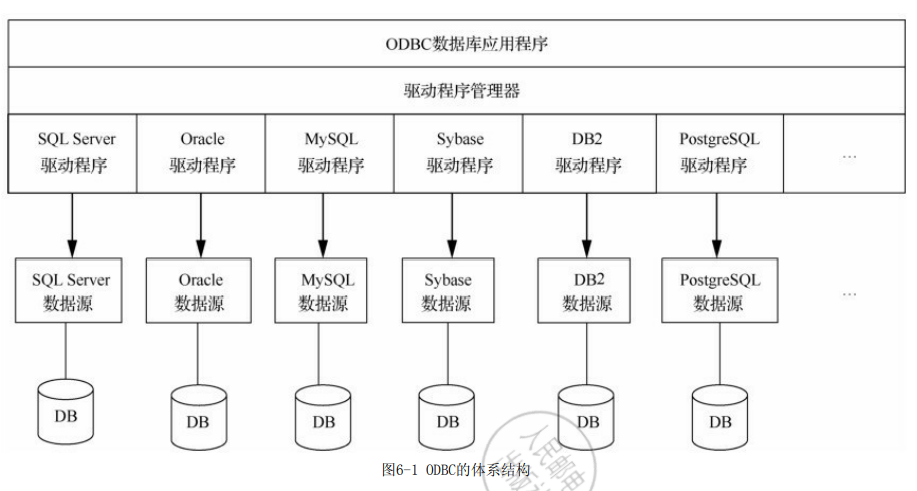 ODBC数据库应用程序
驱动程序管理器
SQL Server
驱动程序
Oracle
驱动程序
MySQL
驱动程序
Sybase
驱动程序
DB2
驱动程序
PostgreSQL
驱动程序
…
SQL Server
数据源
Oracle
数据源
MySQL
数据源
Sybase
数据源
DB2
数据源
PostgreSQL
数据源
…
DB
DB
DB
DB
DB
DB
图6-1 ODBC的体系结构
人民邮电